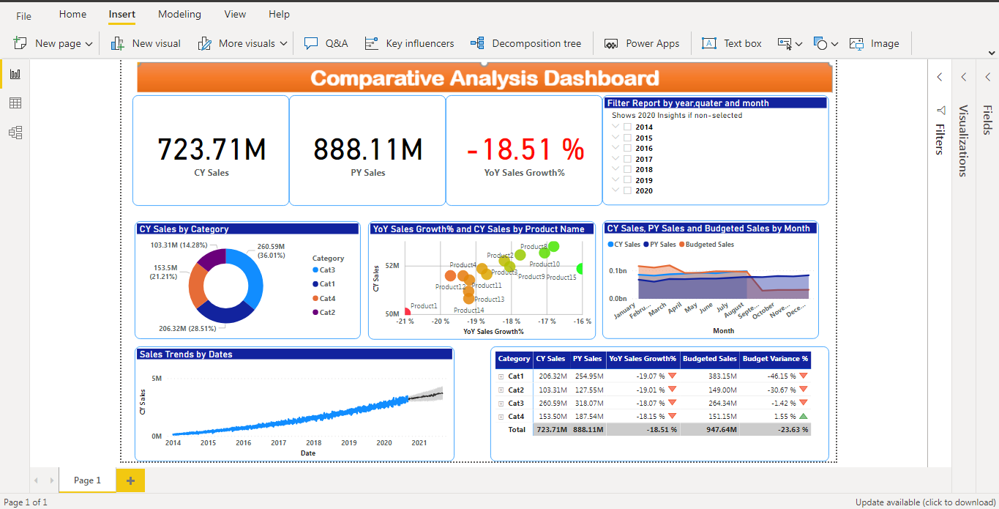 File Home Insert Modeling View Help
New page New visual More visuals Q&A Key influencers Decomposition tree Power Apps Text box Image
Comparative Analysis Dashboard
723.71M
CY Sales
888.11M
PY Sales
-18.51 %
YoY Sales Growth%
Filter Report by year,quater and month
Shows 2020 Insights if non-selected
2014
2015
2016
2017
2018
2019
2020
Filters
Visualizations
Fields
CY Sales by Category
103.31M (14.28%)
260.59M
(36.01%)
153.5M
(21.21%)
206.32M (28.51%)
Category
Cat3
Cat1
Cat4
Cat2
YoY Sales Growth% and CY Sales by Product Name
CY Sales
52M
50M
Product8
Product2
Product10
Product4
Product3
Product9
Product15
Product12
Product11
Product13
Product1
Product14
-21 % -20 % -19 % -18 % -17 % -16 %
YoY Sales Growth%
CY Sales, PY Sales and Budgeted Sales by Month
CY Sales PY Sales Budgeted Sales
0.1bn
0.0bn
January Febru... March April May June July August Septe... October Nove... Dece...
Month
Sales Trends by Dates
CY Sales
5M
0M
2014 2015 2016 2017 2018 2019 2020 2021
Date
Category CY Sales PY Sales YoY Sales Growth% Budgeted Sales Budget Variance %
Cat1 206.32M 254.95M -19.07 % 383.15M -46.15 %
Cat2 103.31M 127.55M -19.01 % 149.00M -30.67 %
Cat3 260.59M 318.07M -18.07 % 264.34M -1.42 %
Cat4 153.50M 187.54M -18.15 % 151.15M 1.55 %
Total 723.71M 888.11M -18.51 % 947.64M -23.63 %
Page 1
Page 1 of 1
Update available (click to download)